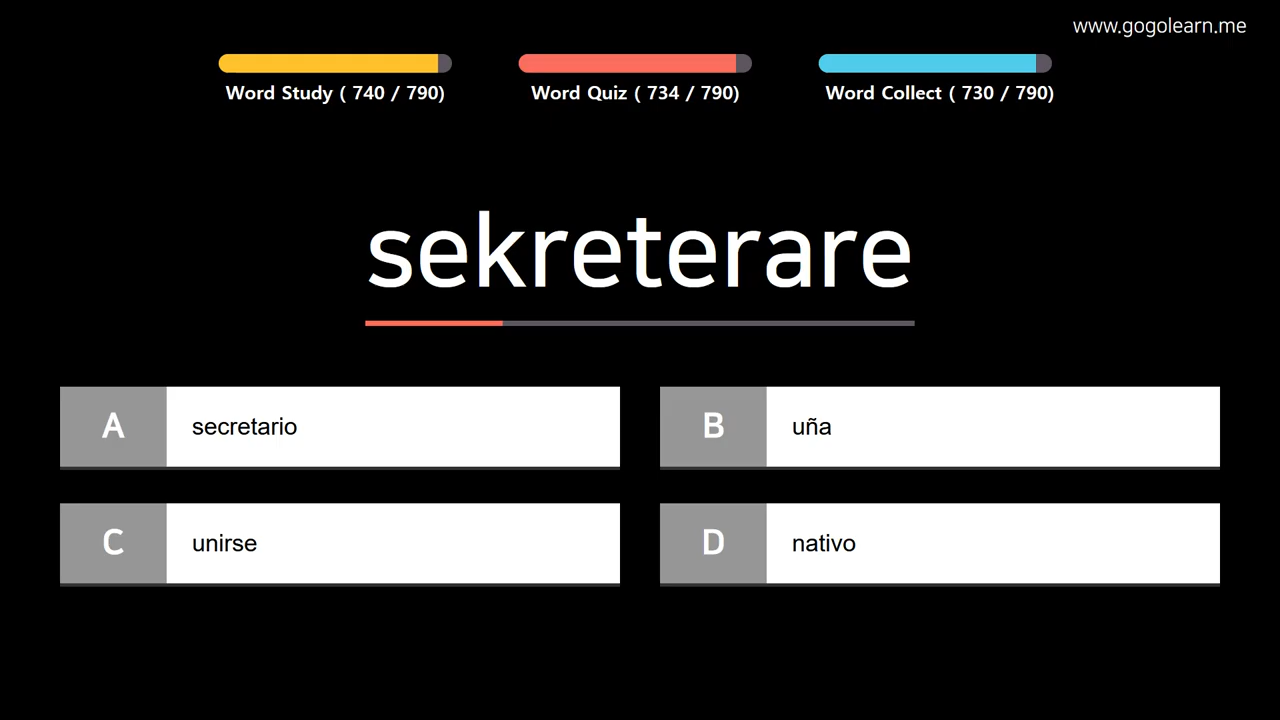 www.gogolearn.me
Word Study ( 740 / 790)
Word Quiz ( 734 / 790)
Word Collect ( 730 / 790)
sekreterare
A secretario
B uña
C unirse
D nativo